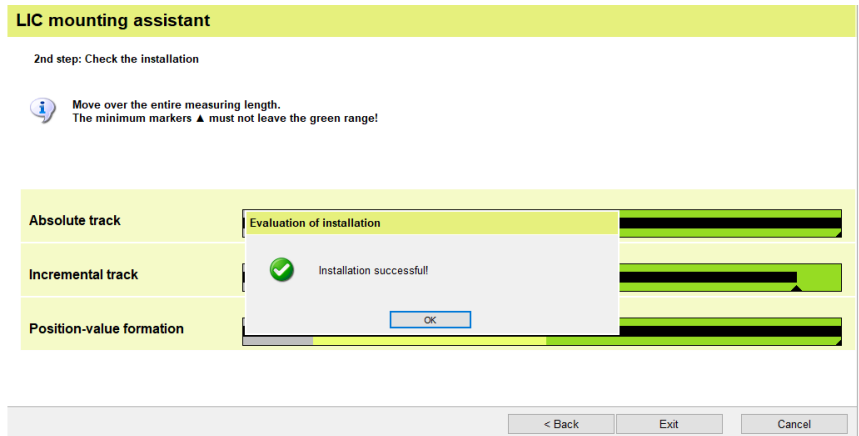 LIC mounting assistant
2nd step: Check the installation
Move over the entire measuring length.
The minimum markers ▲ must not leave the green range!
Absolute track
Evaluation of installation
Installation successful!
Incremental track
OK
Position-value formation
< Back
Exit
Cancel